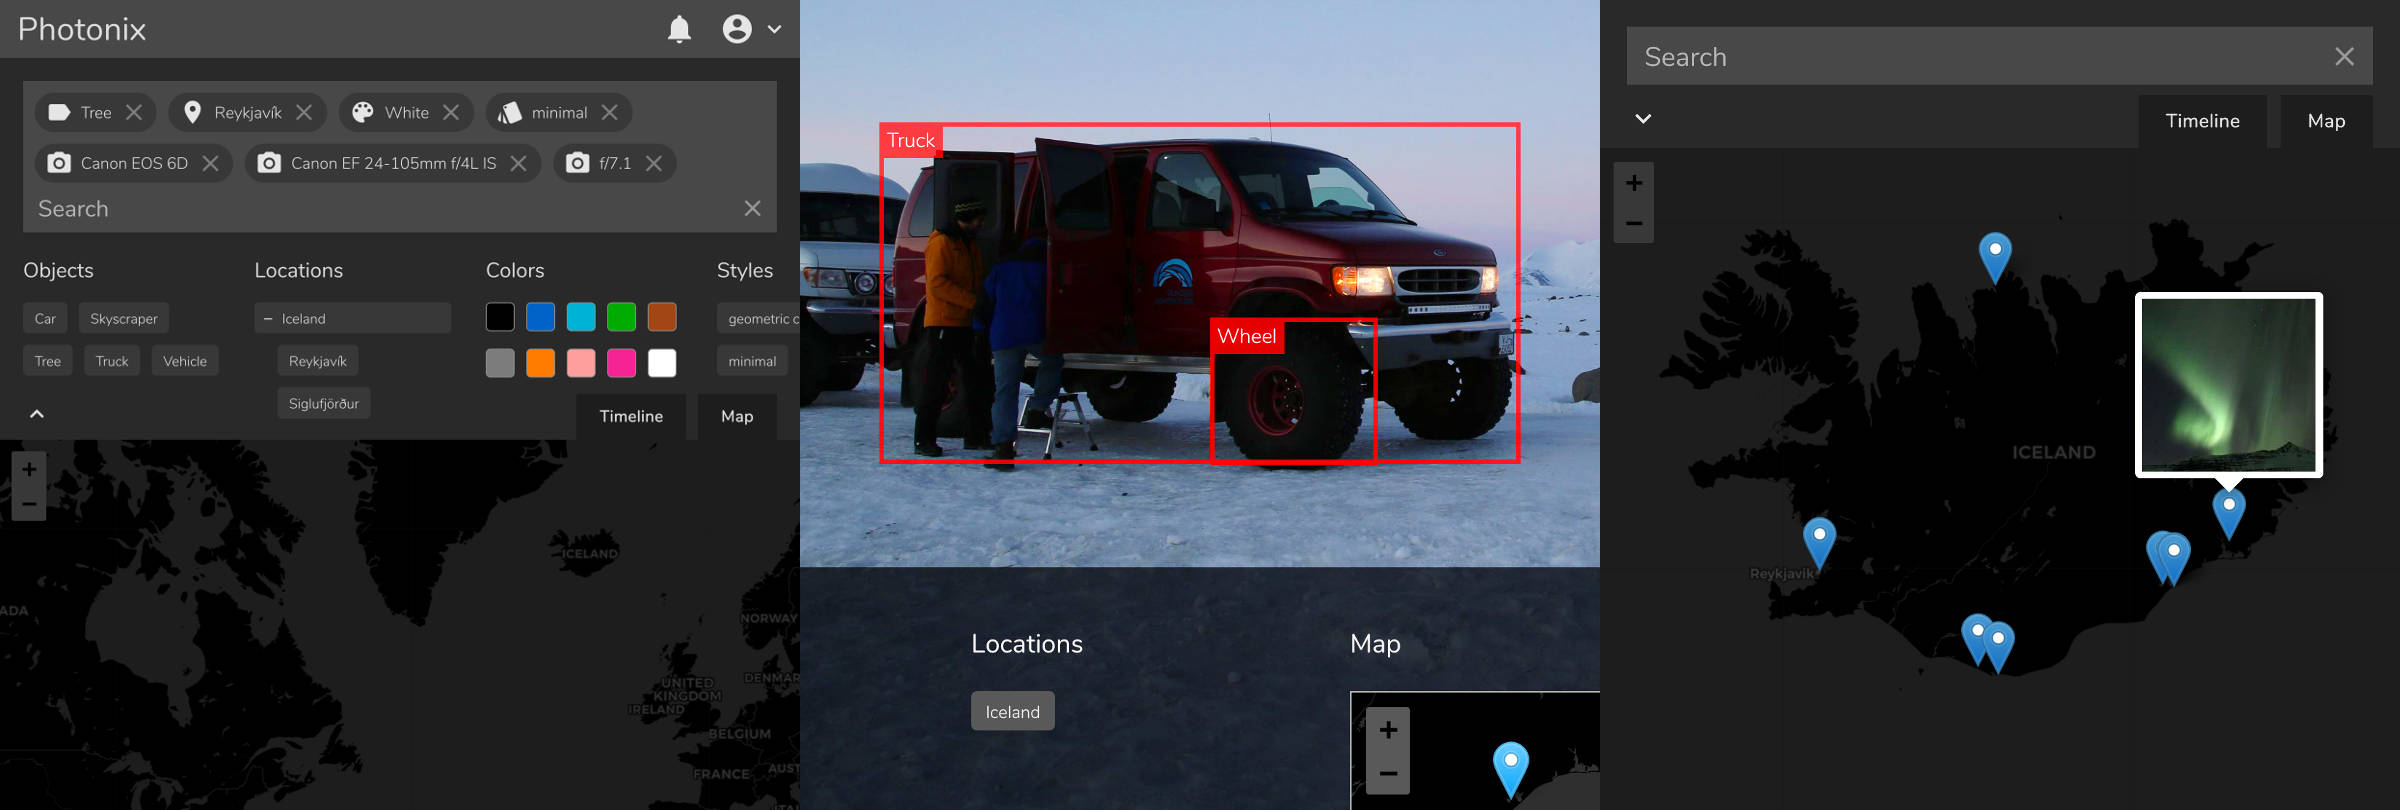 Photonix
Tree
Reykjavík
White
minimal
Canon EOS 6D
Canon EF 24-105mm f/4L IS
f/7.1
Search
Objects
Locations
Colors
Styles
Car
Skyscraper
Iceland
geometric
Tree
Truck
Vehicle
Reykjavík
minimal
Siglufjörður
Timeline
Map
+
−
ICELAND
ADA
NORWAY
UNITED
KINGDOM
DENMAR
IRELAND
BELGIUM
FRANCE
AUST
Truck
Wheel
Locations
Map
Iceland
+
−
Search
Timeline
Map
+
−
ICELAND
Reykjavik